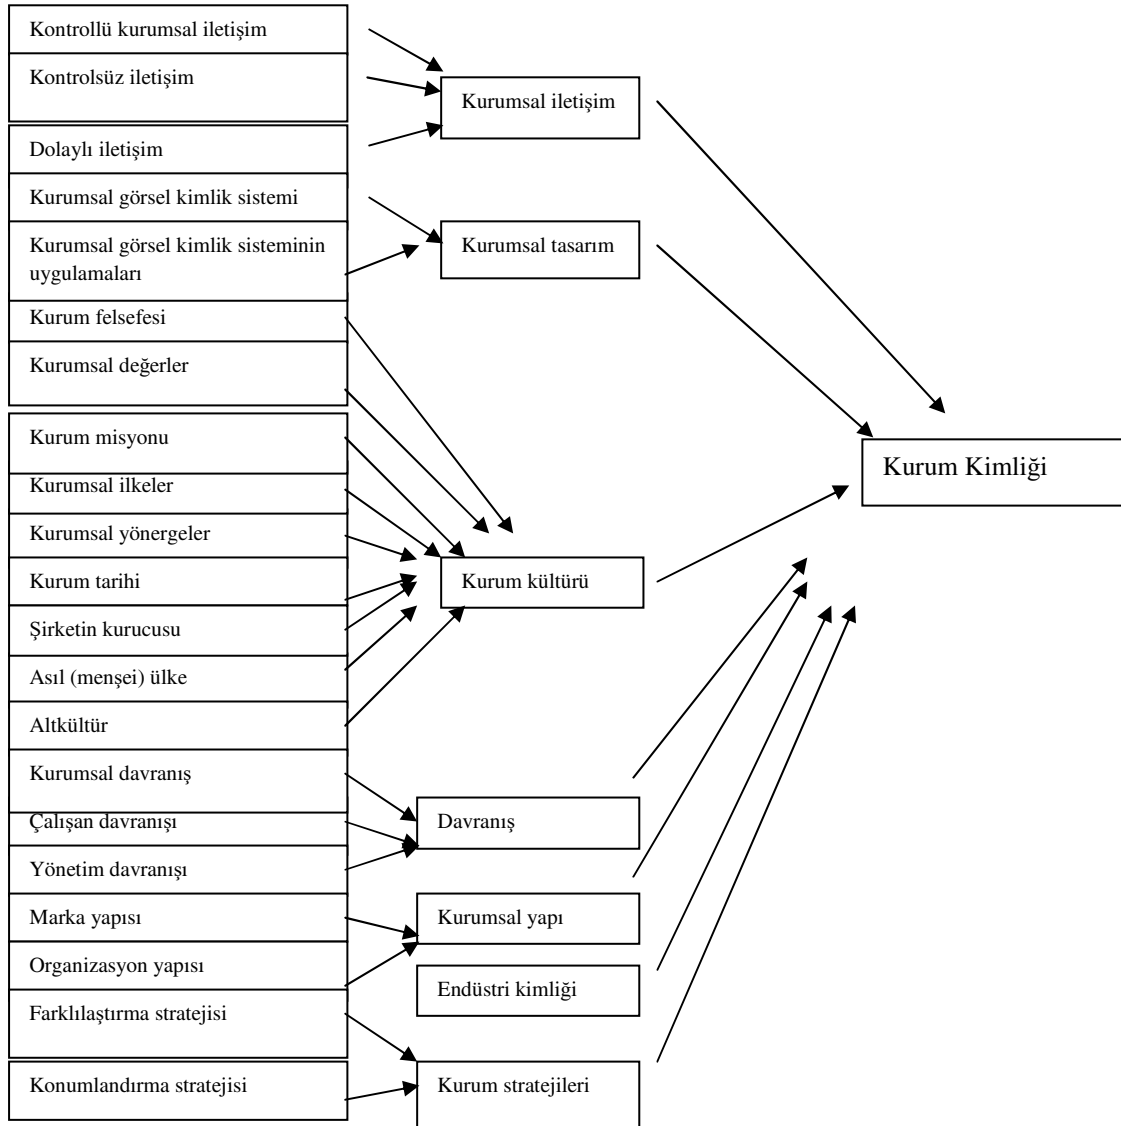 Kontrollü kurumsal iletişim
Kontrolsüz iletişim
Dolaylı iletişim
Kurumsal görsel kimlik sistemi
Kurumsal görsel kimlik sisteminin
uygulamaları
Kurum felsefesi
Kurumsal değerler
Kurum misyonu
Kurumsal ilkeler
Kurumsal yönergeler
Kurum tarihi
Şirketin kurucusu
Asıl (menşei) ülke
Altkültür
Kurumsal davranış
Çalışan davranışı
Yönetim davranışı
Marka yapısı
Organizasyon yapısı
Farklılaştırma stratejisi
Konumlandırma stratejisi
Kurumsal iletişim
Kurumsal tasarım
Kurum kültürü
Davranış
Kurumsal yapı
Endüstri kimliği
Kurum stratejileri
Kurum Kimliği